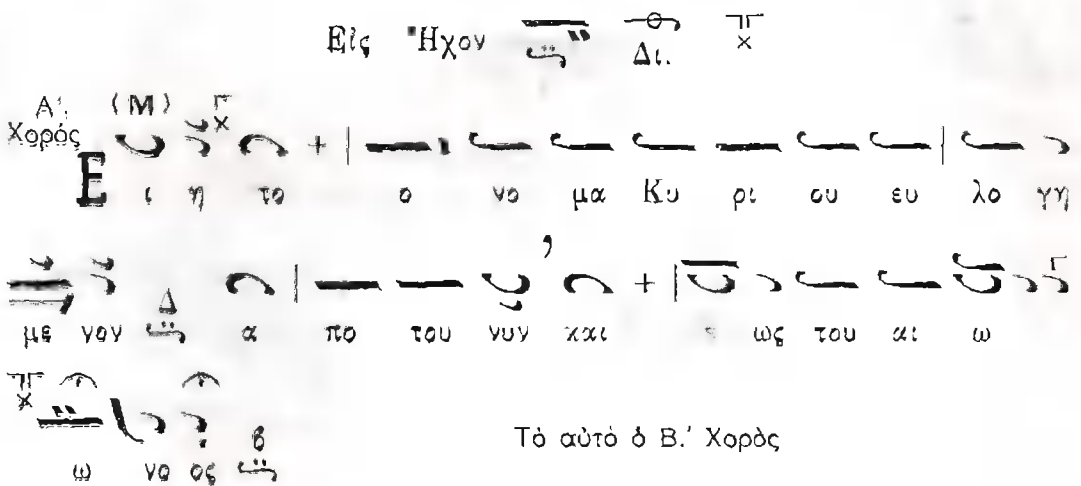 Εἰς Ἦχον Δι.
Α'. (Μ)
Χορός
Ε ι η το + ο νο μα Κυ ρι ου ευ λο γη
με νον Δ α πο του νυν και + ε ως του αι ω
ω νο ος β Τὸ αὐτὸ ὁ Β.' Χορὸς